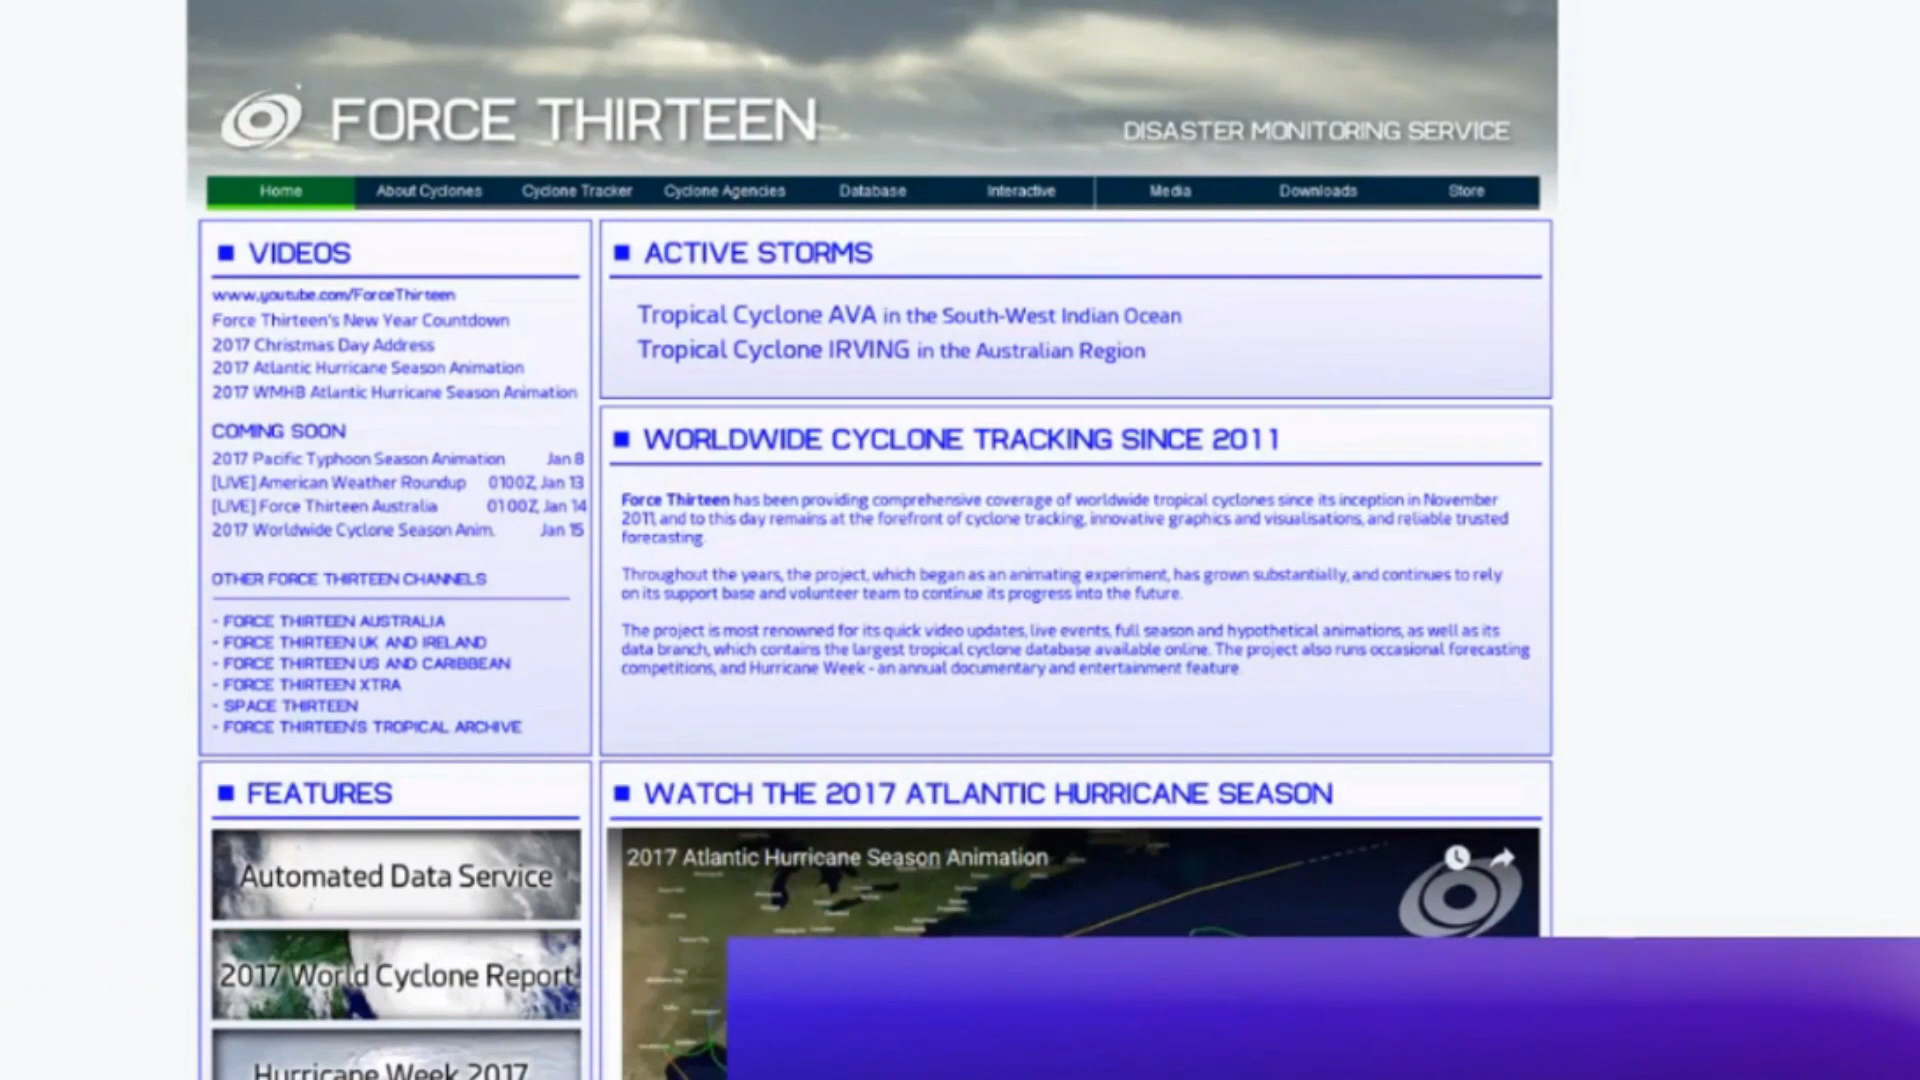 FORCE THIRTEEN
DISASTER MONITORING SERVICE
Home About Cyclones Cyclone Tracker Cyclone Agencies Database Interactive Media Downloads Store
VIDEOS
www.youtube.com/ForceThirteen
Force Thirteen's New Year Countdown
2017 Christmas Day Address
2017 Atlantic Hurricane Season Animation
2017 WMHB Atlantic Hurricane Season Animation
COMING SOON
2017 Pacific Typhoon Season Animation Jan 8
[LIVE] American Weather Roundup 0100Z, Jan 13
[LIVE] Force Thirteen Australia 0100Z, Jan 14
2017 Worldwide Cyclone Season Anim. Jan 15
OTHER FORCE THIRTEEN CHANNELS
- FORCE THIRTEEN AUSTRALIA
- FORCE THIRTEEN UK AND IRELAND
- FORCE THIRTEEN US AND CARIBBEAN
- FORCE THIRTEEN XTRA
- SPACE THIRTEEN
- FORCE THIRTEEN'S TROPICAL ARCHIVE
ACTIVE STORMS
Tropical Cyclone AVA in the South-West Indian Ocean
Tropical Cyclone IRVING in the Australian Region
WORLDWIDE CYCLONE TRACKING SINCE 2011
Force Thirteen has been providing comprehensive coverage of worldwide tropical cyclones since its inception in November
2011, and to this day remains at the forefront of cyclone tracking, innovative graphics and visualisations, and reliable trusted
forecasting.
Throughout the years, the project, which began as an animating experiment, has grown substantially, and continues to rely
on its support base and volunteer team to continue its progress into the future.
The project is most renowned for its quick video updates, live events, full season and hypothetical animations, as well as its
data branch, which contains the largest tropical cyclone database available online. The project also runs occasional forecasting
competitions, and Hurricane Week - an annual documentary and entertainment feature.
FEATURES
Automated Data Service
2017 World Cyclone Report
Hurricane Week 2017
WATCH THE 2017 ATLANTIC HURRICANE SEASON
2017 Atlantic Hurricane Season Animation